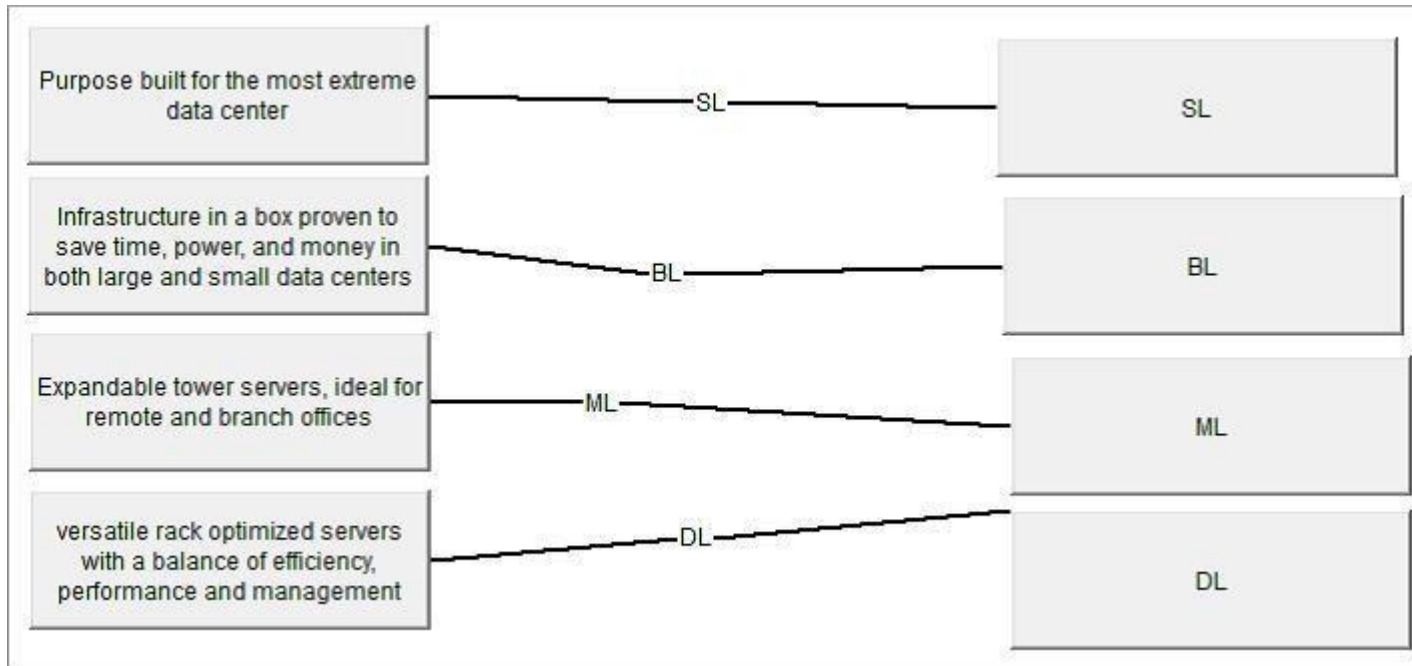 Purpose built for the most extreme
data center
SL
SL
Infrastructure in a box proven to
save time, power, and money in
both large and small data centers
BL
BL
Expandable tower servers, ideal for
remote and branch offices
ML
ML
versatile rack optimized servers
with a balance of efficiency,
performance and management
DL
DL